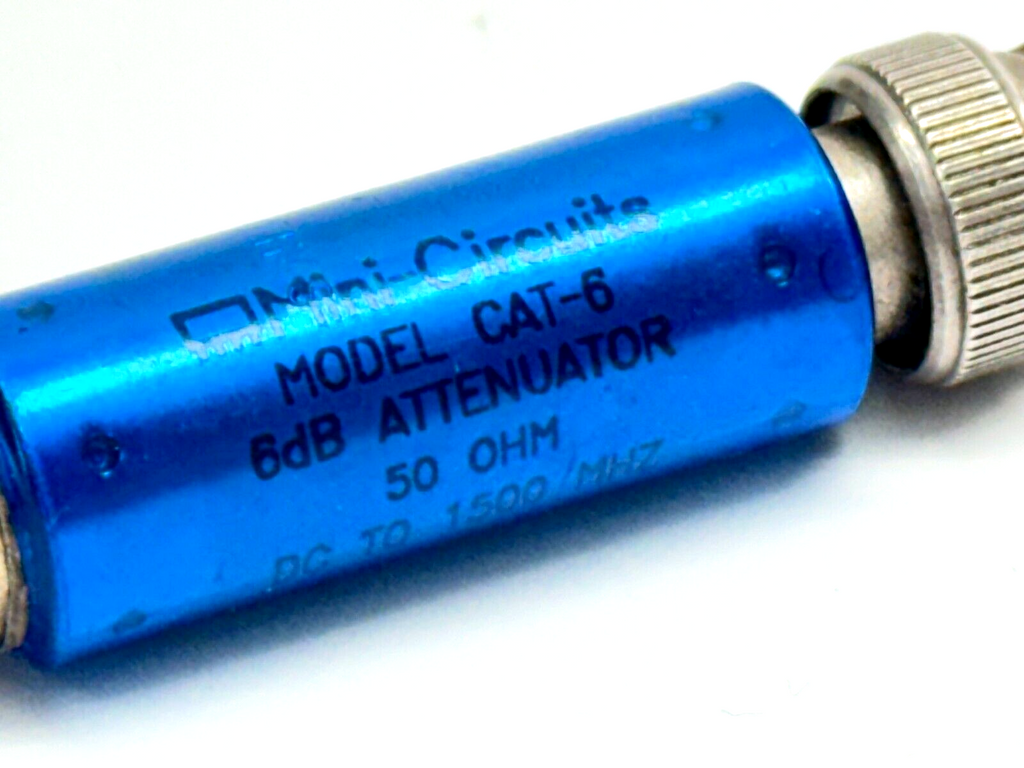 Mini-Circuits
MODEL CAT-6
6dB ATTENUATOR
50 OHM
DC TO 1500 MHZ